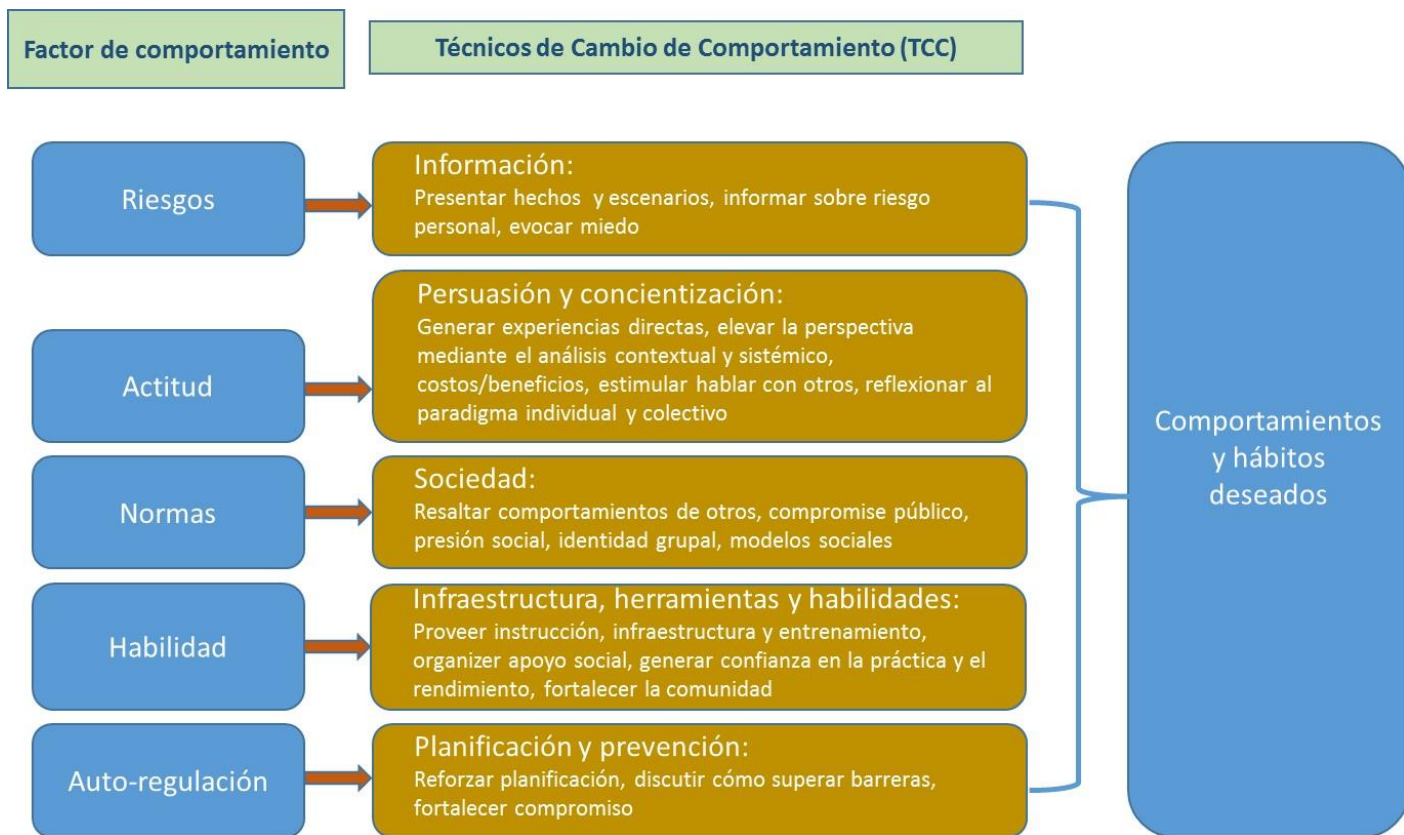 Factor de comportamiento
Técnicos de Cambio de Comportamiento (TCC)
Riesgos
Información:
Presentar hechos y escenarios, informar sobre riesgo
personal, evocar miedo
Actitud
Persuasión y concientización:
Generar experiencias directas, elevar la perspectiva
mediante el análisis contextual y sistémico,
costos/beneficios, estimular hablar con otros, reflexionar al
paradigma individual y colectivo
Normas
Sociedad:
Resaltar comportamientos de otros, compromise público,
presión social, identidad grupal, modelos sociales
Habilidad
Infraestructura, herramientas y habilidades:
Proveer instrucción, infraestructura y entrenamiento,
organizer apoyo social, generar confianza en la práctica y el
rendimiento, fortalecer la comunidad
Auto-regulación
Planificación y prevención:
Reforzar planificación, discutir cómo superar barreras,
fortalecer compromiso
Comportamientos
y hábitos
deseados